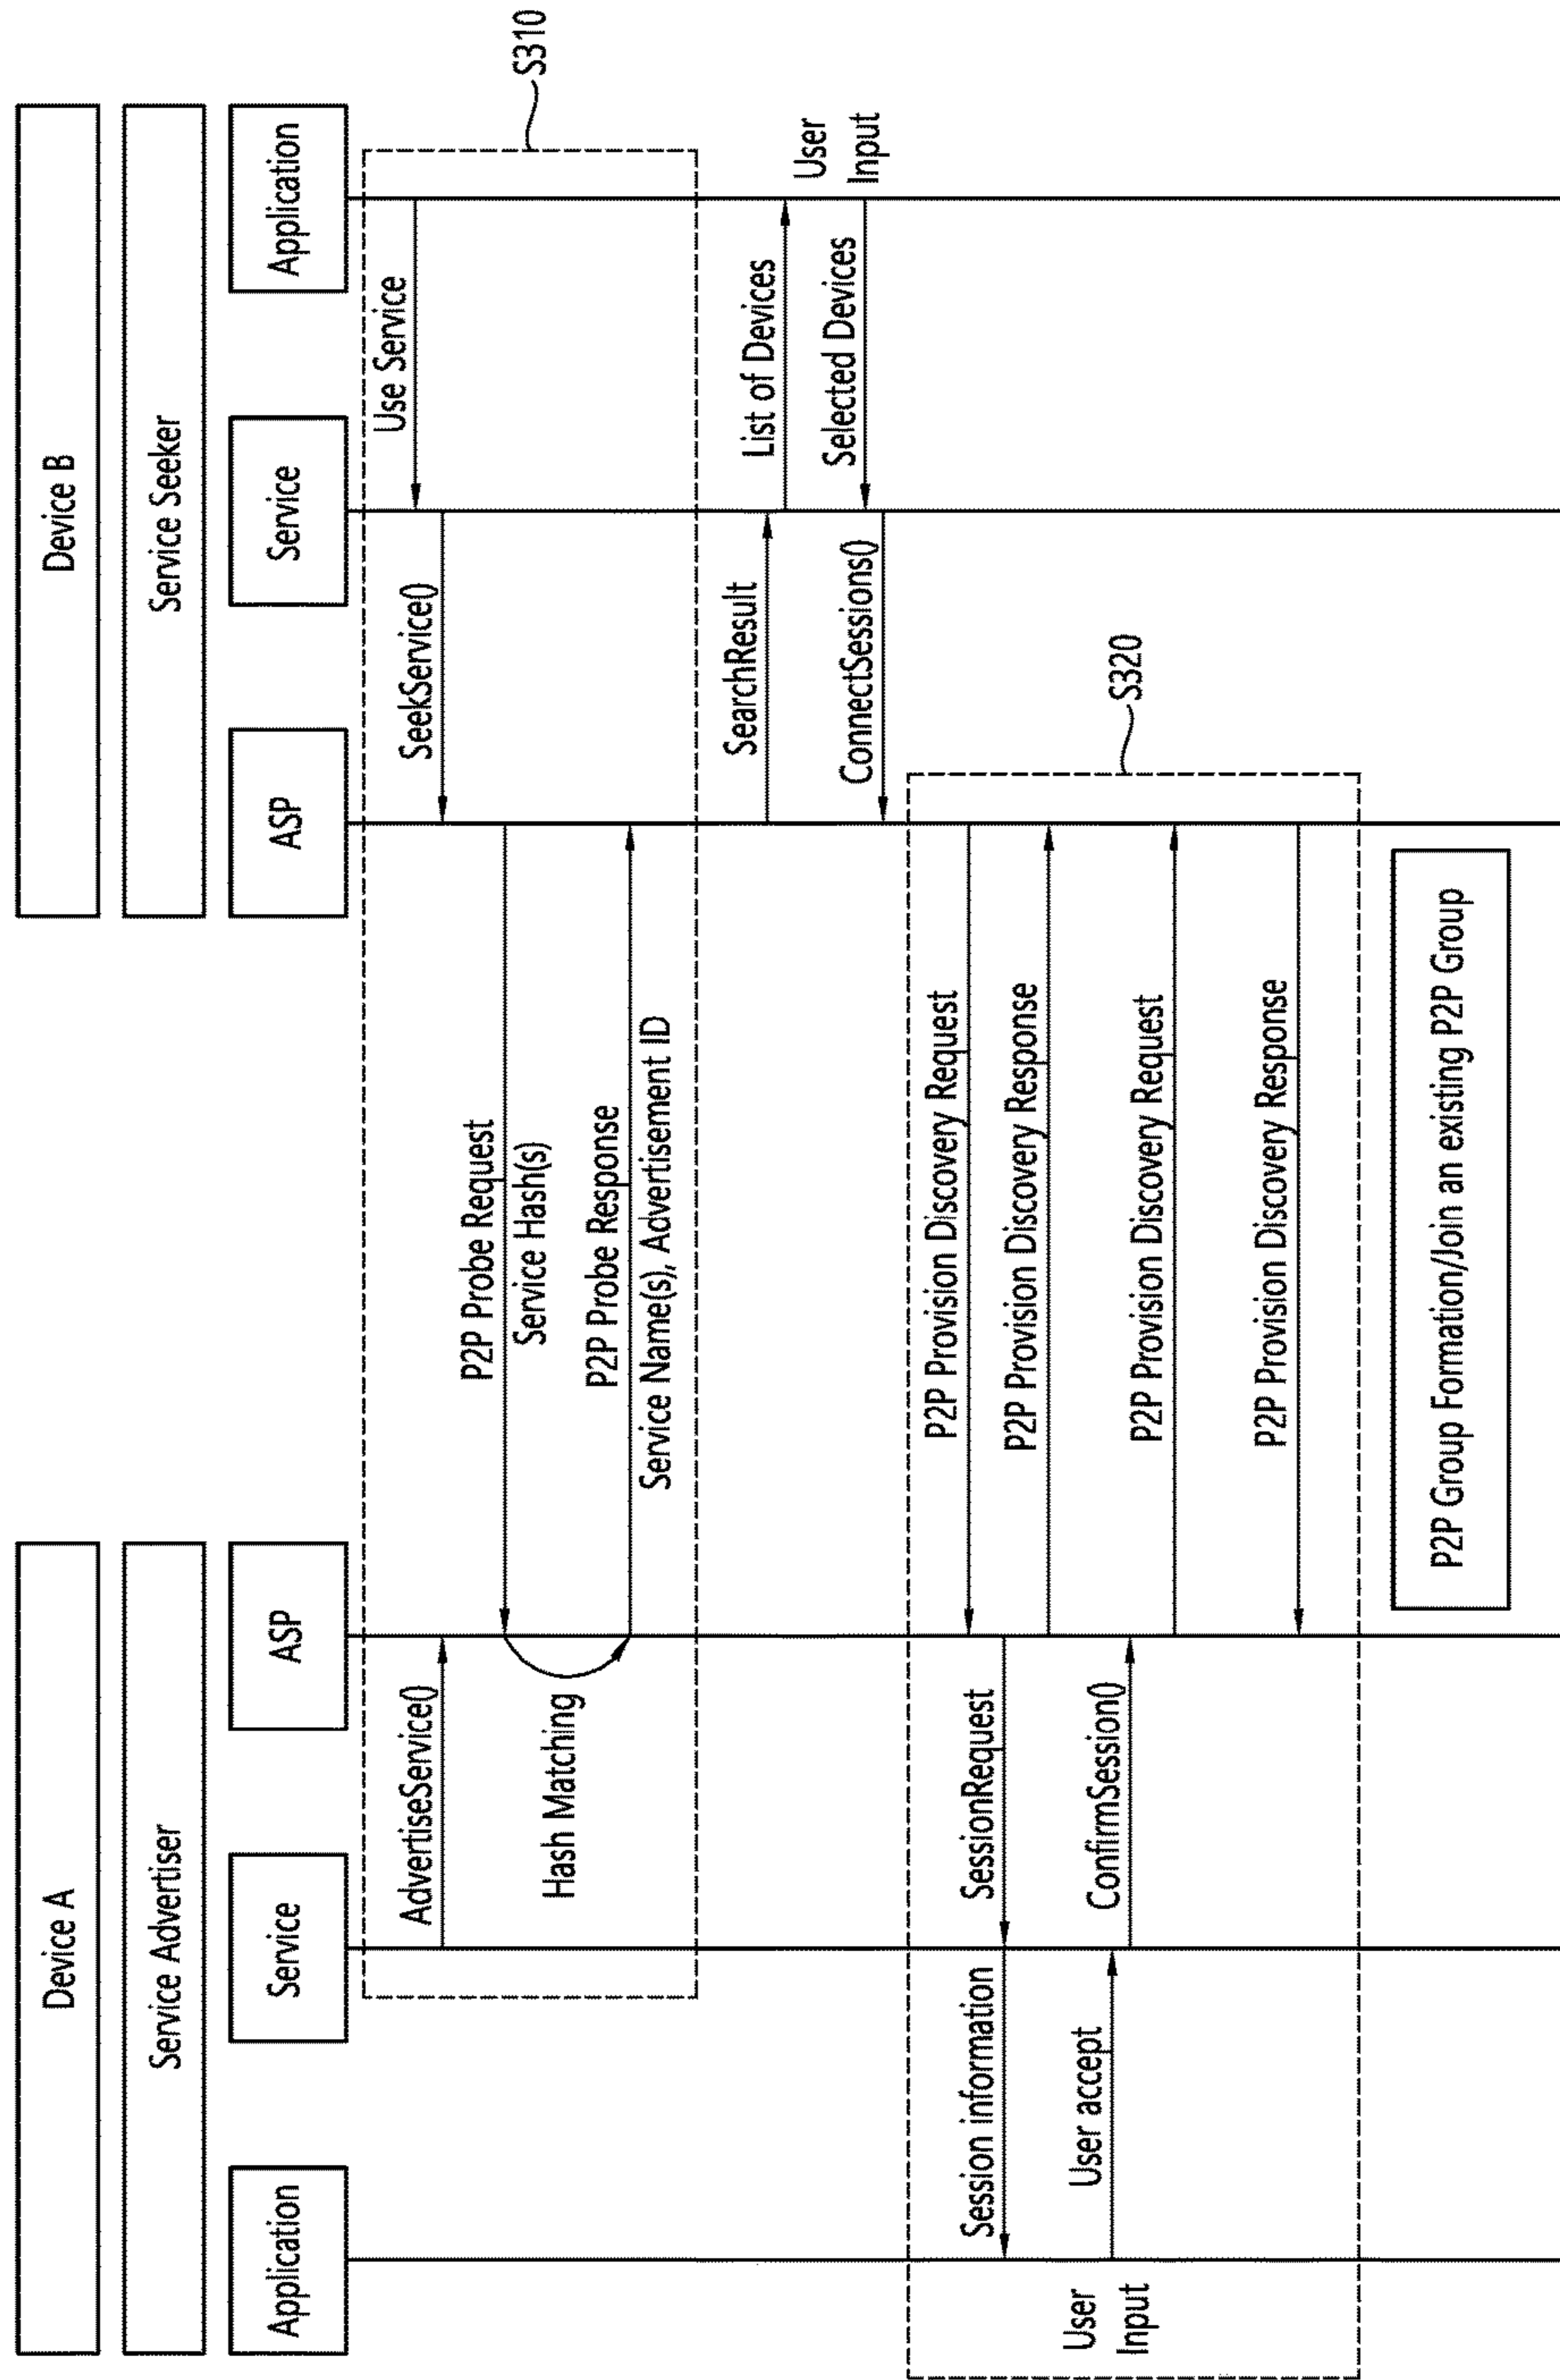 Device A
Device B
Service Advertiser
Service Seeker
Application
Service
ASP
ASP
Service
Application
Use Service
AdvertiseService()
SeekService()
P2P Probe Request
Service Hash(s)
Hash Matching
P2P Probe Response
Service Name(s), Advertisement ID
S310
SearchResult
List of Devices
User
Input
Selected Devices
ConnectSessions()
P2P Provision Discovery Request
Session information
SessionRequest
P2P Provision Discovery Response
User
Input
User accept
ConfirmSession()
P2P Provision Discovery Request
S320
P2P Provision Discovery Response
P2P Group Formation/Join an existing P2P Group